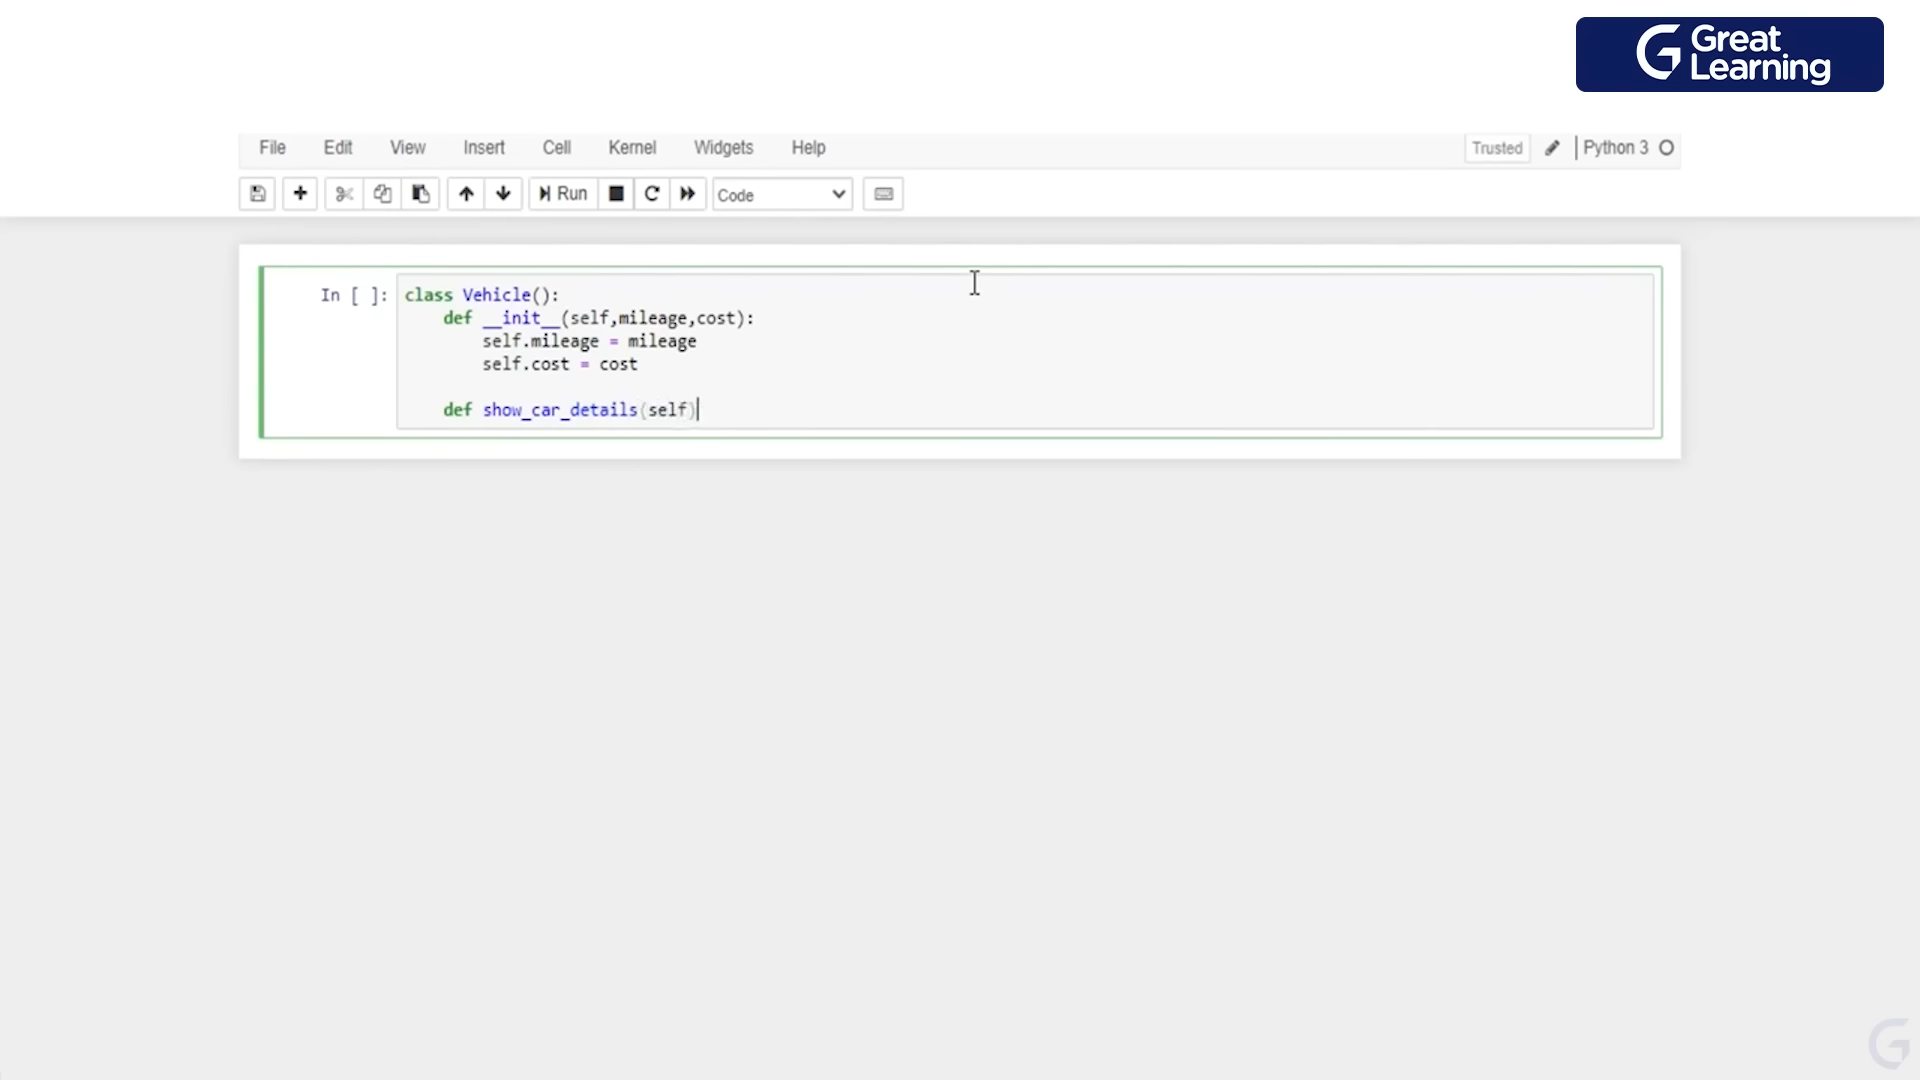 Great
Learning
File Edit View Insert Cell Kernel Widgets Help Trusted Python 3
Run Code
In [ ]: class Vehicle():
def __init__(self,mileage,cost):
self.mileage = mileage
self.cost = cost
def show_car_details(self)